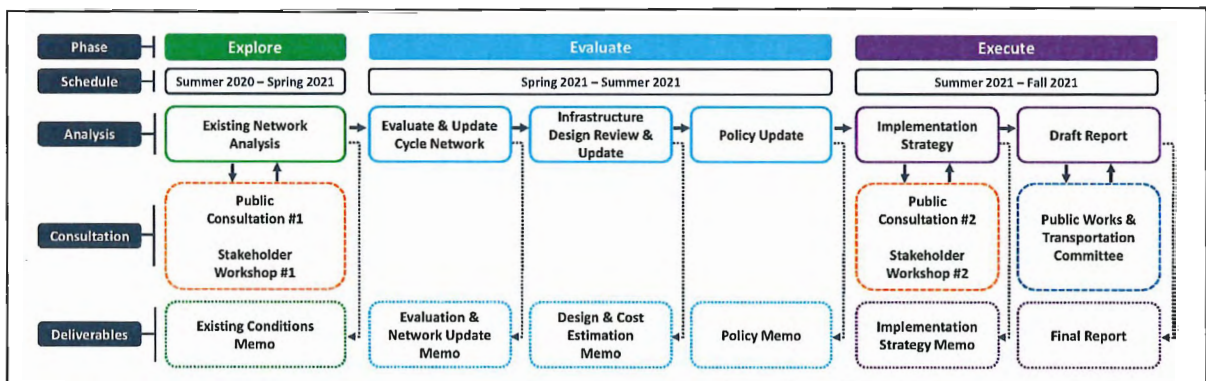 Phase
Explore
Evaluate
Execute
Schedule
Summer 2020 – Spring 2021
Spring 2021 – Summer 2021
Summer 2021 – Fall 2021
Analysis
Existing Network
Analysis
Evaluate & Update
Cycle Network
Infrastructure
Design Review &
Update
Policy Update
Implementation
Strategy
Draft Report
Consultation
Public
Consultation #1
Stakeholder
Workshop #1
Public
Consultation #2
Stakeholder
Workshop #2
Public Works &
Transportation
Committee
Deliverables
Existing Conditions
Memo
Evaluation &
Network Update
Memo
Design & Cost
Estimation
Memo
Policy Memo
Implementation
Strategy Memo
Final Report